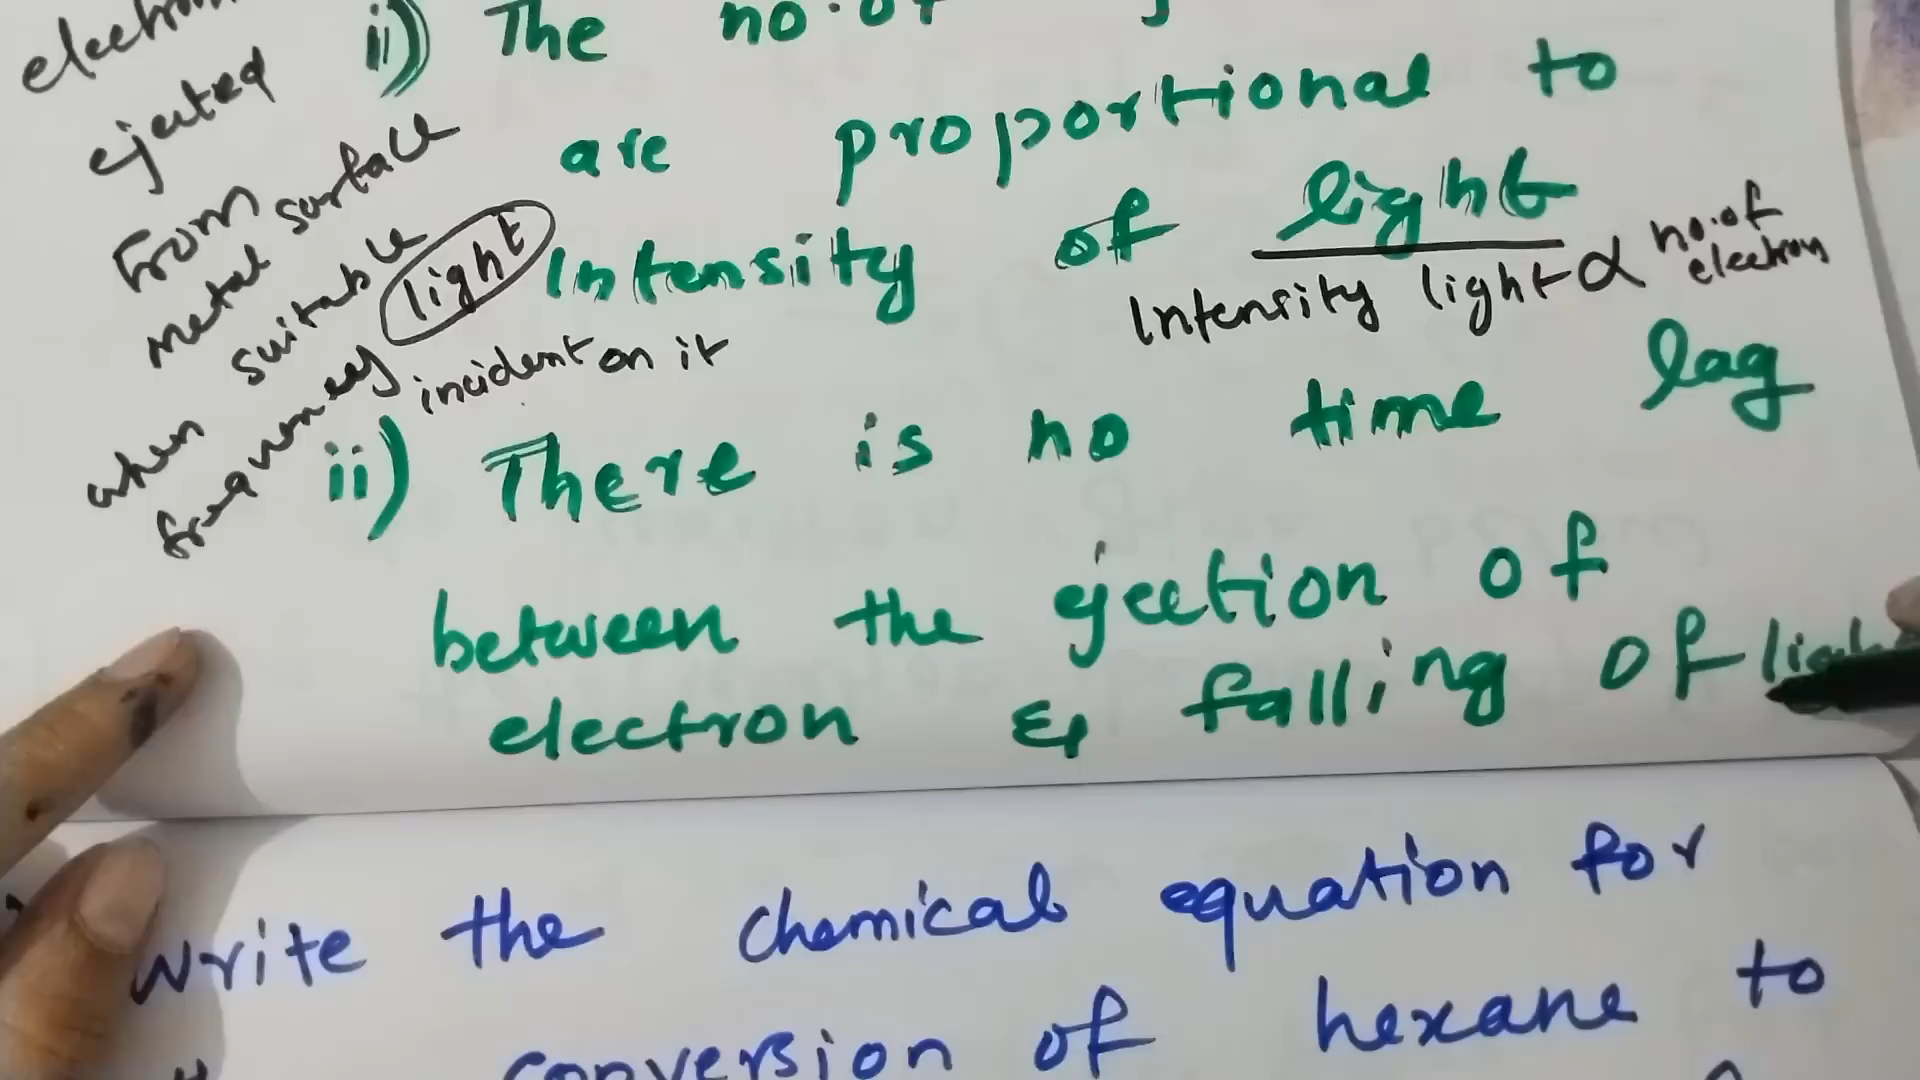 electron
ejected
from
metal surface
when suitable
frequency light
incident on it
i) The no. of
are proportional to
Intensity of light
Intensity light ∝ no. of
electron
ii) There is no time lag
between the ejection of
electron & falling of light
Write the chemical equation for
conversion of hexane to